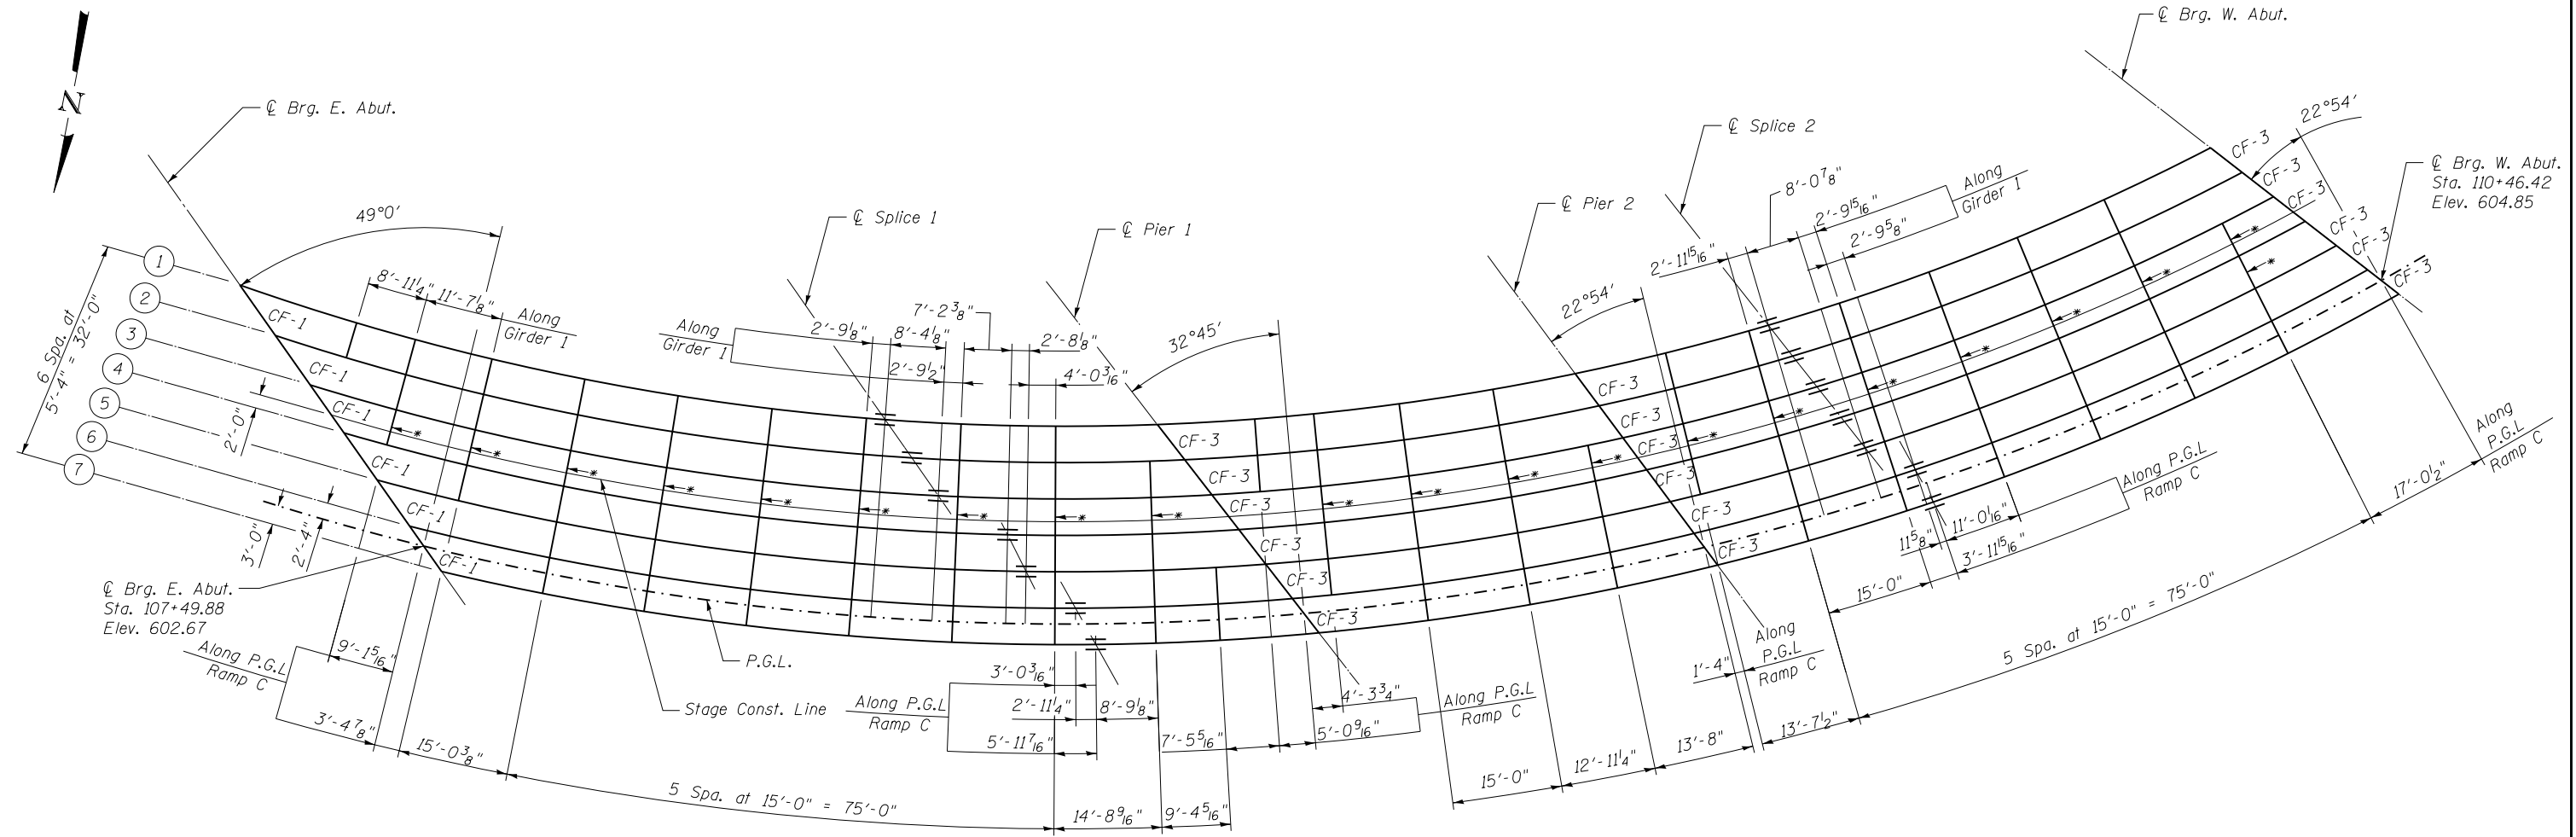 N
℄ Brg. E. Abut.
49°0'
6 Spa. at
5'-4" = 32'-0"
1
2
3
4
5
6
7
8'-11¼"
11'-7⅛"
Along
Girder 1
CF-1
CF-1
CF-1
CF-1
CF-1
CF-1
2'-0"
3'-0"
2'-4"
℄ Brg. E. Abut.
Sta. 107+49.88
Elev. 602.67
Along P.G.L
Ramp C
9'-1⁵⁄₁₆"
3'-4⅞"
15'-0⅜"
5 Spa. at 15'-0" = 75'-0"
℄ Splice 1
Along
Girder 1
2'-9⅛"
8'-4⅛"
2'-9½"
7'-2⅜"
2'-8⅛"
4'-0³⁄₁₆"
℄ Pier 1
32°45'
P.G.L.
Stage Const. Line
Along P.G.L
Ramp C
3'-0³⁄₁₆"
2'-11¼"
8'-9⅛"
5'-11⁷⁄₁₆"
14'-8⁹⁄₁₆"
9'-4⁵⁄₁₆"
7'-5⁵⁄₁₆"
4'-3¾"
5'-0⁹⁄₁₆"
Along P.G.L
Ramp C
CF-3
CF-3
CF-3
CF-3
CF-3
CF-3
15'-0"
12'-11¼"
13'-8"
℄ Pier 2
22°54'
℄ Splice 2
2'-11¹⁵⁄₁₆"
8'-0⅞"
2'-9¹⁵⁄₁₆"
2'-9⅝"
Along
Girder 1
CF-3
CF-3
CF-3
CF-3
CF-3
CF-3
1'-4"
Along
P.G.L
Ramp C
13'-7½"
15'-0"
11⅝"
11'-0¹⁄₁₆"
3'-11¹⁵⁄₁₆"
Along P.G.L
Ramp C
5 Spa. at 15'-0" = 75'-0"
17'-0½"
Along
P.G.L
Ramp C
℄ Brg. W. Abut.
22°54'
CF-3
CF-3
CF-3
CF-3
CF-3
CF-3
℄ Brg. W. Abut.
Sta. 110+46.42
Elev. 604.85